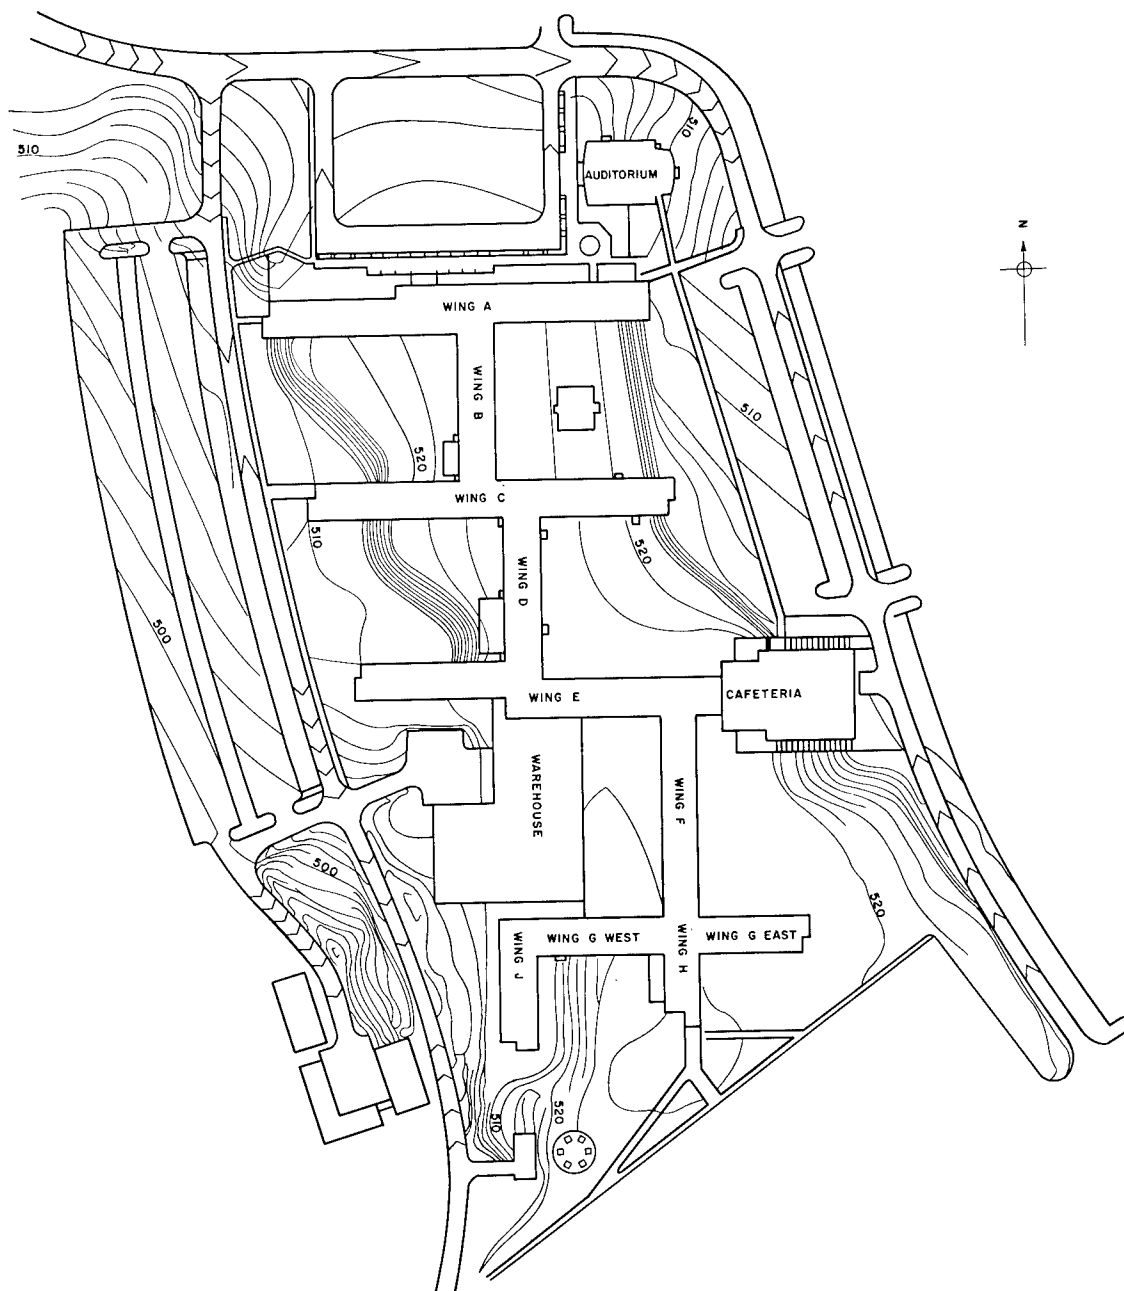 510
510
AUDITORIUM
N
WING A
WING B
510
520
WING C
510
520
WING D
500
WING E
CAFETERIA
WAREHOUSE
WING F
500
520
WING J
WING G WEST
WING H
WING G EAST
510
520